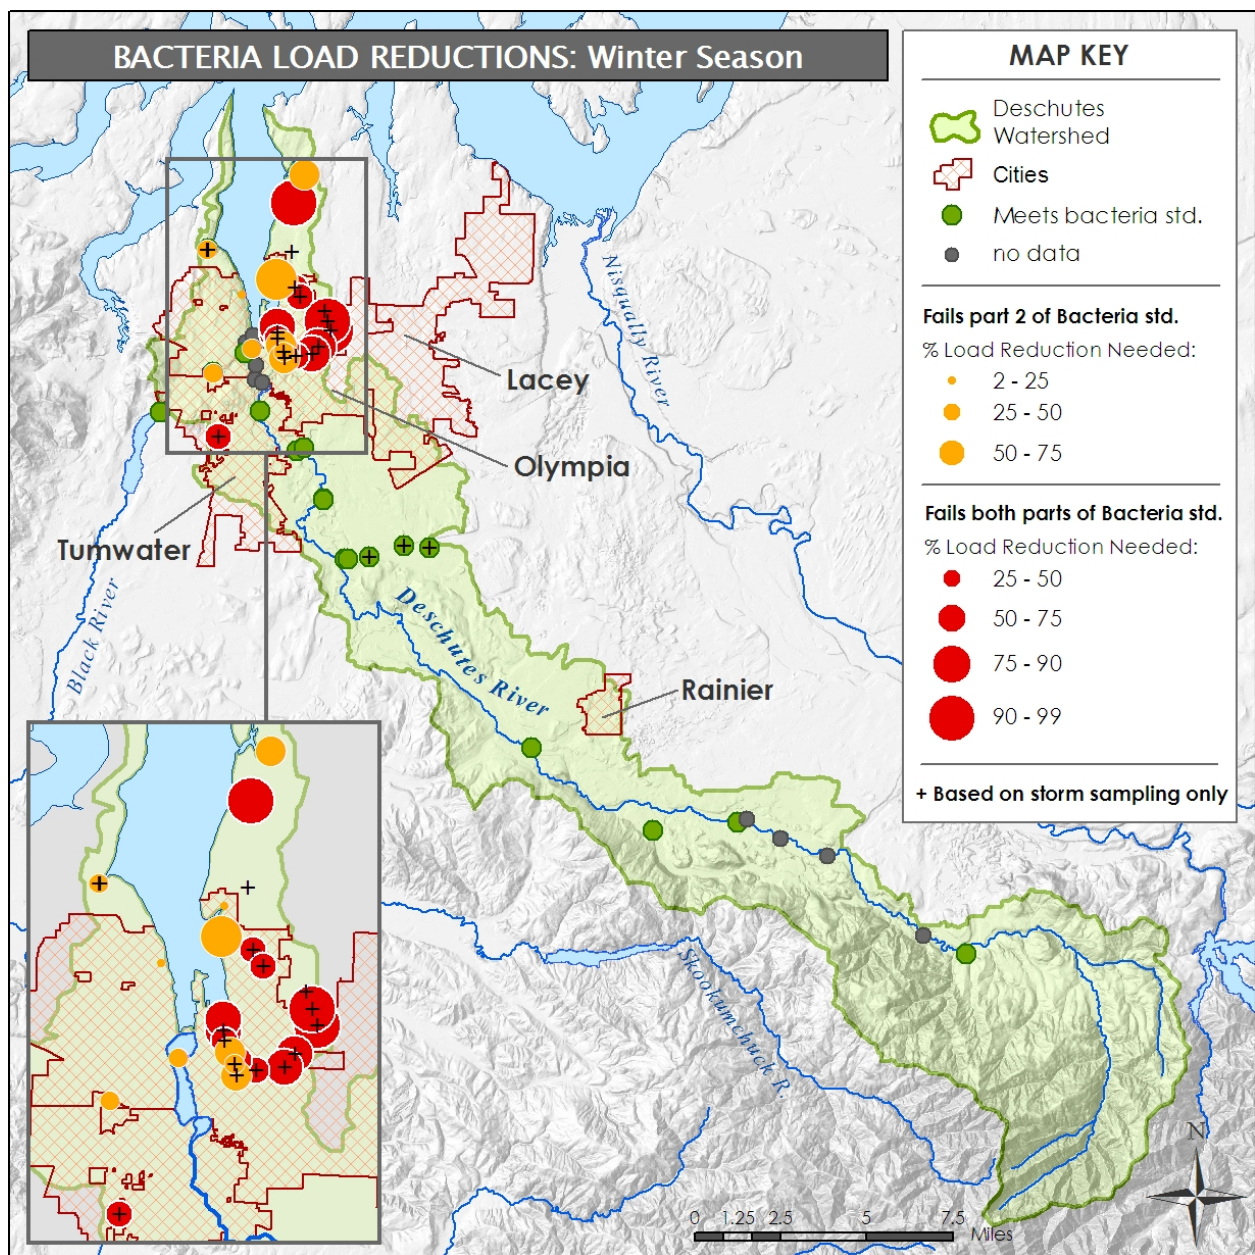 BACTERIA LOAD REDUCTIONS: Winter Season
MAP KEY
Deschutes
Watershed
Cities
Meets bacteria std.
no data
Fails part 2 of Bacteria std.
% Load Reduction Needed:
2 - 25
25 - 50
50 - 75
Fails both parts of Bacteria std.
% Load Reduction Needed:
25 - 50
50 - 75
75 - 90
90 - 99
+ Based on storm sampling only
Nisqually River
Lacey
Olympia
Tumwater
Black River
Deschutes River
Rainier
Skookumchuck R.
N
0 1.25 2.5 5 7.5
Miles